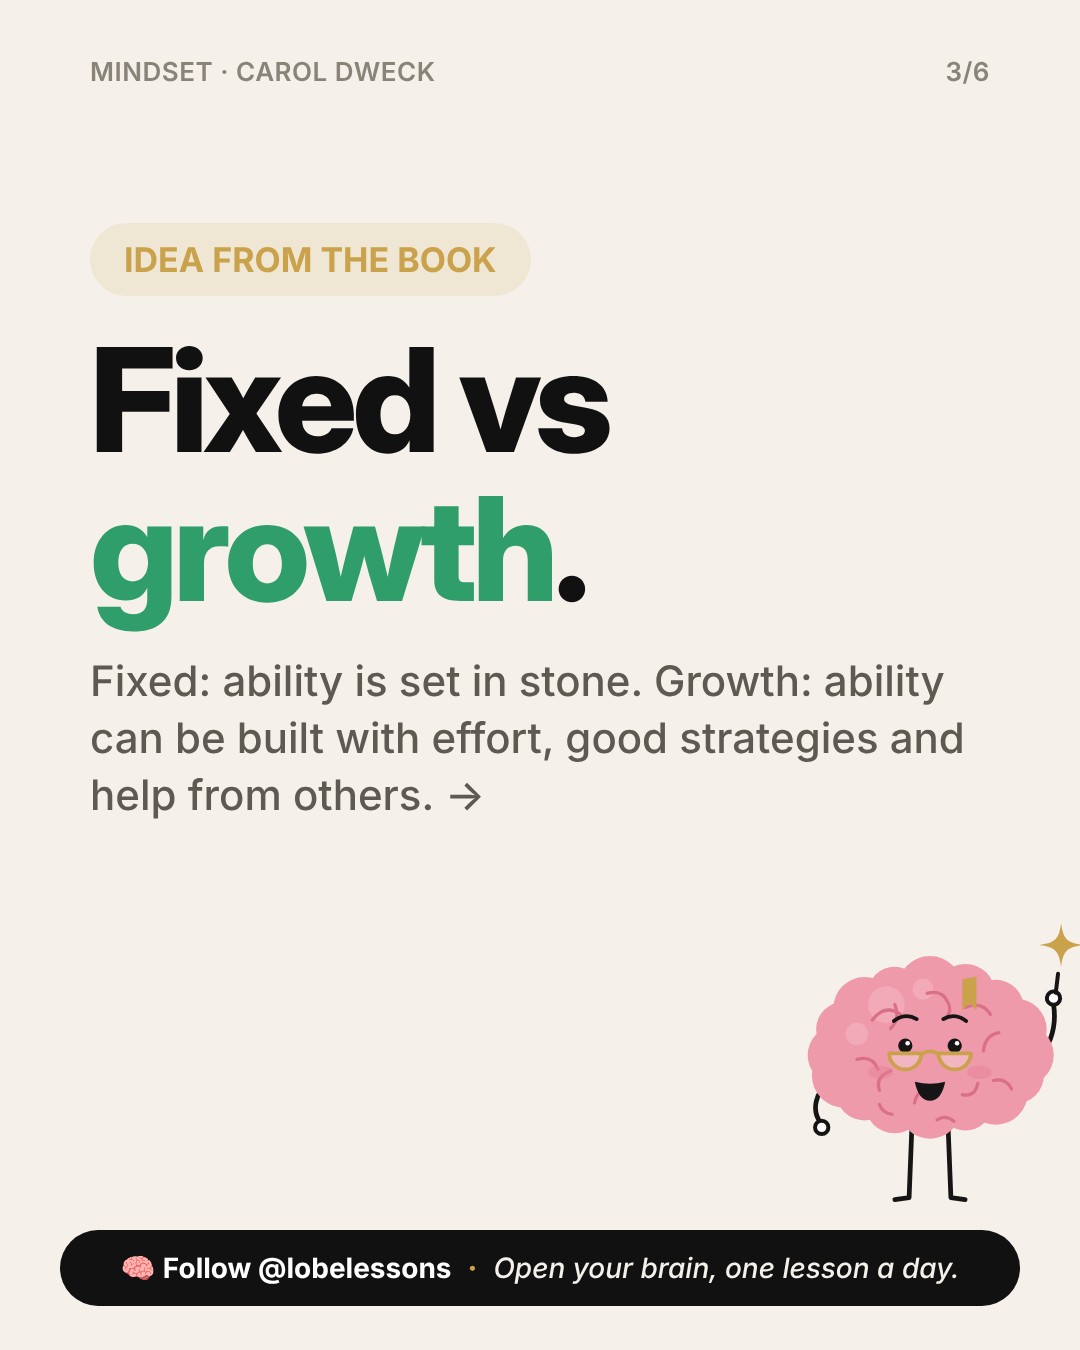 MINDSET · CAROL DWECK
3/6
IDEA FROM THE BOOK
Fixed vs
growth.
Fixed: ability is set in stone. Growth: ability
can be built with effort, good strategies and
help from others. →
🧠 Follow @lobelessons · Open your brain, one lesson a day.